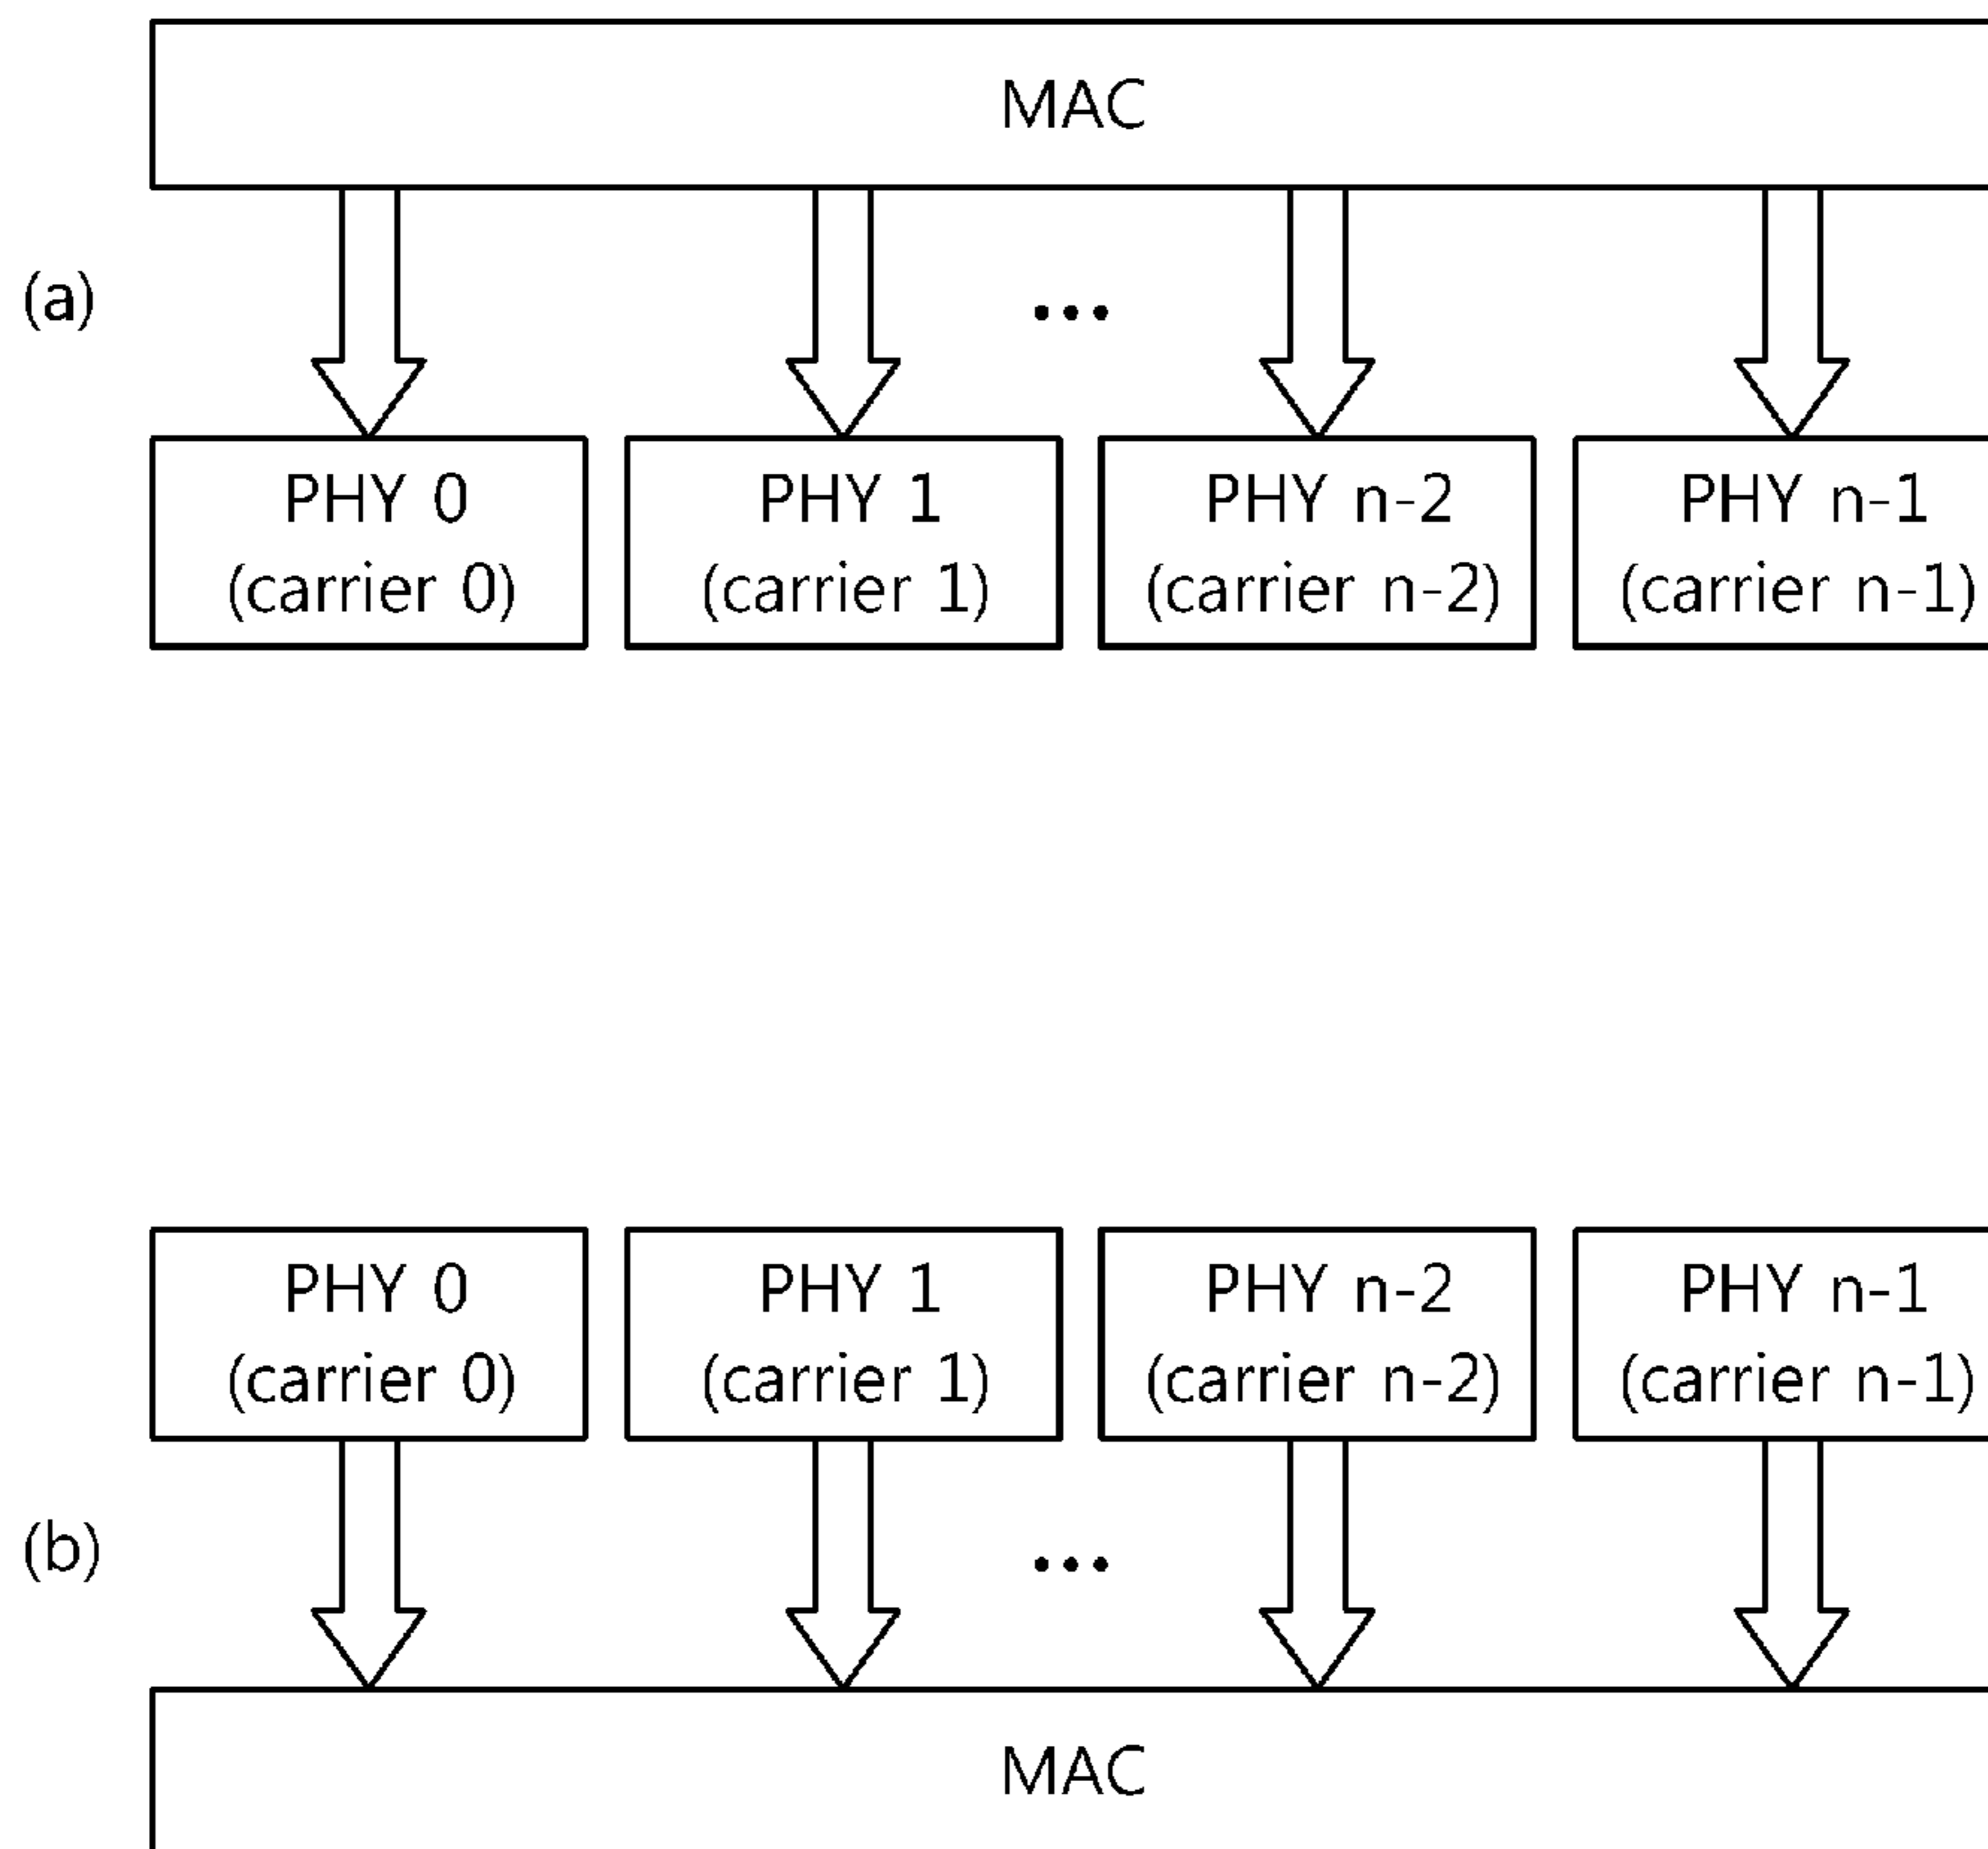 MAC
(a)
...
PHY 0
(carrier 0)
PHY 1
(carrier 1)
PHY n-2
(carrier n-2)
PHY n-1
(carrier n-1)
PHY 0
(carrier 0)
PHY 1
(carrier 1)
PHY n-2
(carrier n-2)
PHY n-1
(carrier n-1)
(b)
...
MAC